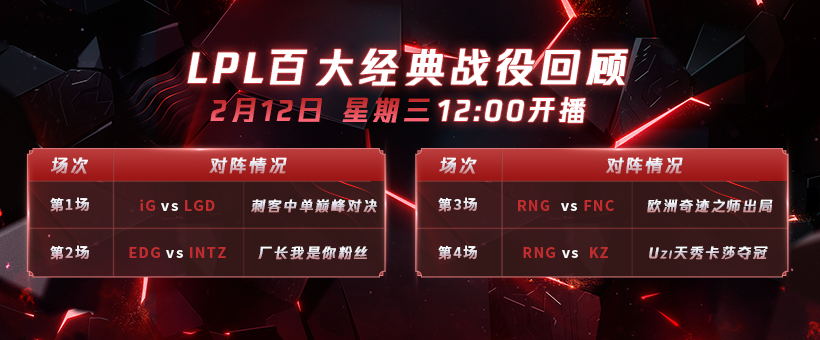 LPL百大经典战役回顾
2月12日 星期三12:00开播
场次 对阵情况
第1场 iG vs LGD 刺客中单巅峰对决
第2场 EDG vs INTZ 厂长我是你粉丝
场次 对阵情况
第3场 RNG vs FNC 欧洲奇迹之师出局
第4场 RNG vs KZ Uzi天秀卡莎夺冠